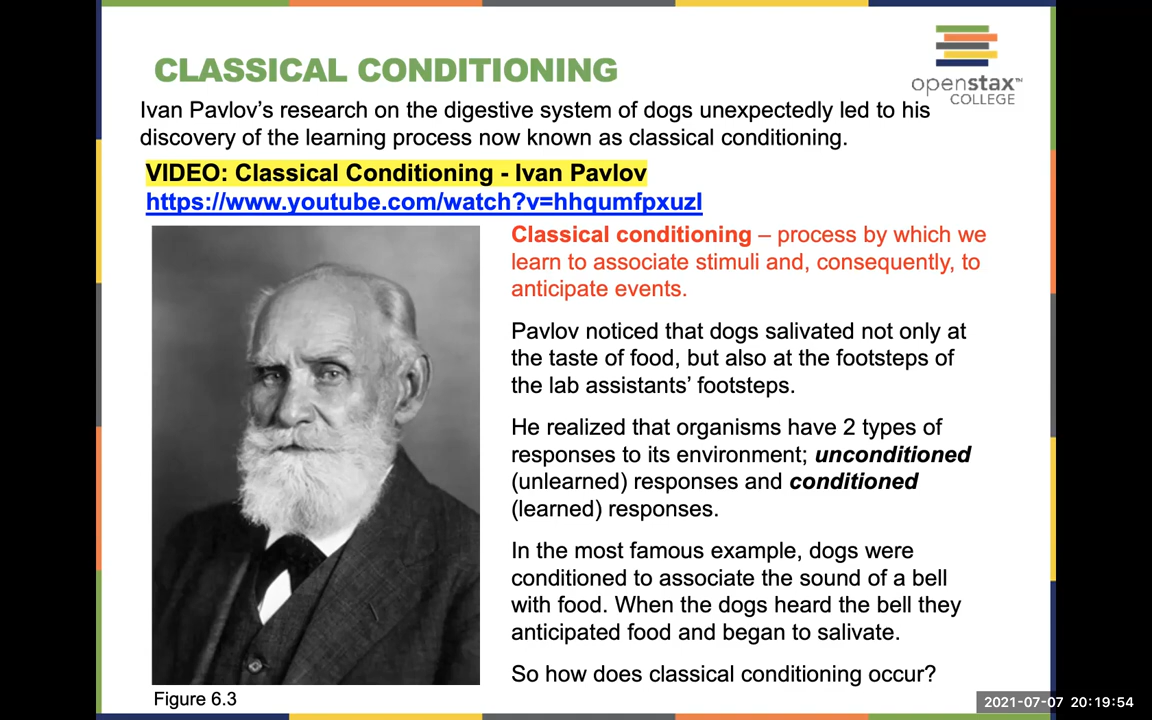 CLASSICAL CONDITIONING
openstax™
COLLEGE
Ivan Pavlov's research on the digestive system of dogs unexpectedly led to his
discovery of the learning process now known as classical conditioning.
VIDEO: Classical Conditioning - Ivan Pavlov
https://www.youtube.com/watch?v=hhqumfpxuzI
Classical conditioning – process by which we
learn to associate stimuli and, consequently, to
anticipate events.
Pavlov noticed that dogs salivated not only at
the taste of food, but also at the footsteps of
the lab assistants' footsteps.
He realized that organisms have 2 types of
responses to its environment; unconditioned
(unlearned) responses and conditioned
(learned) responses.
In the most famous example, dogs were
conditioned to associate the sound of a bell
with food. When the dogs heard the bell they
anticipated food and began to salivate.
So how does classical conditioning occur?
Figure 6.3
2021-07-07 20:19:54